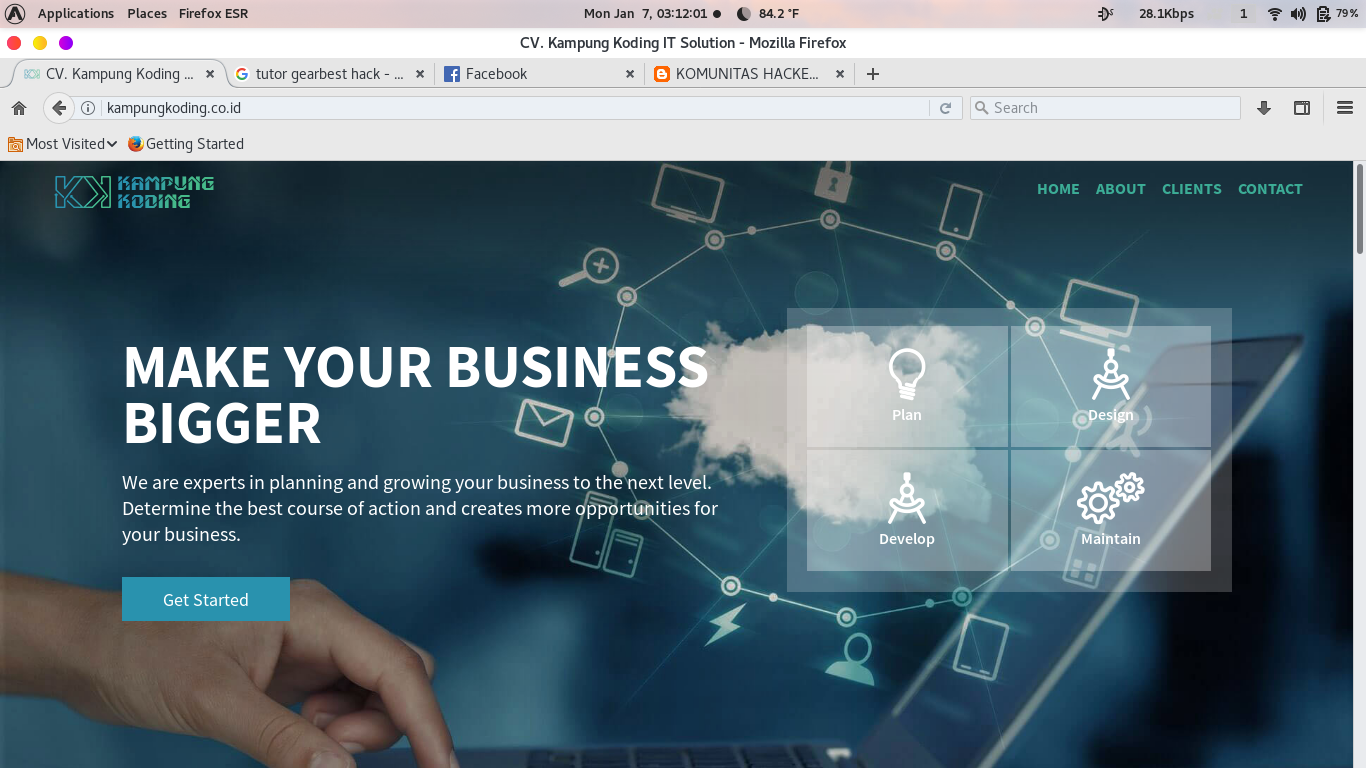 Applications Places Firefox ESR Mon Jan 7, 03:12:01 84.2 °F 28.1Kbps 1 79%
CV. Kampung Koding IT Solution - Mozilla Firefox
CV. Kampung Koding ... tutor gearbest hack - ... Facebook KOMUNITAS HACKE...
kampungkoding.co.id Search
Most Visited Getting Started
KAMPUNG
KODING
HOME ABOUT CLIENTS CONTACT
MAKE YOUR BUSINESS
BIGGER
We are experts in planning and growing your business to the next level.
Determine the best course of action and creates more opportunities for
your business.
Get Started
Plan
Design
Develop
Maintain